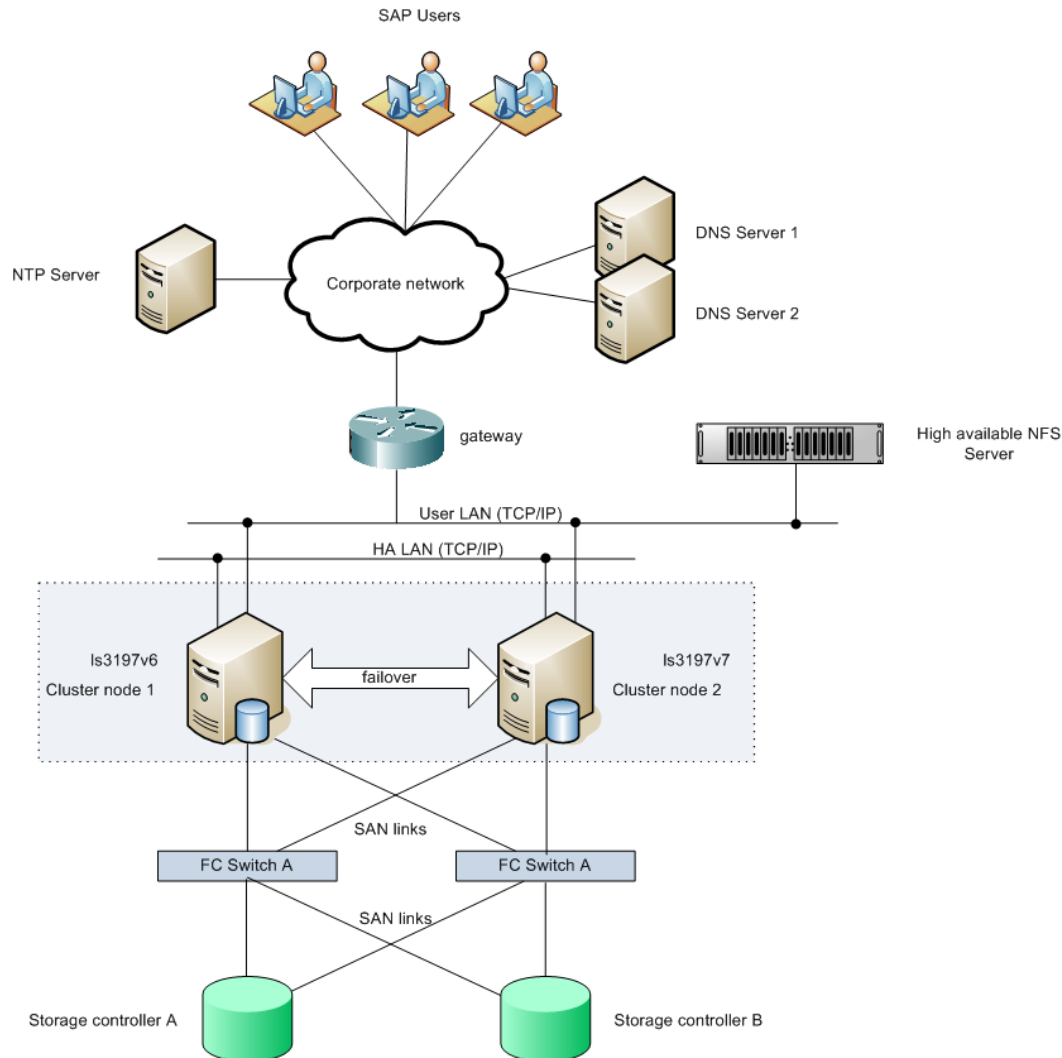 SAP Users
NTP Server
Corporate network
DNS Server 1
DNS Server 2
gateway
High available NFS
Server
User LAN (TCP/IP)
HA LAN (TCP/IP)
ls3197v6
Cluster node 1
failover
ls3197v7
Cluster node 2
SAN links
FC Switch A
FC Switch A
SAN links
Storage controller A
Storage controller B